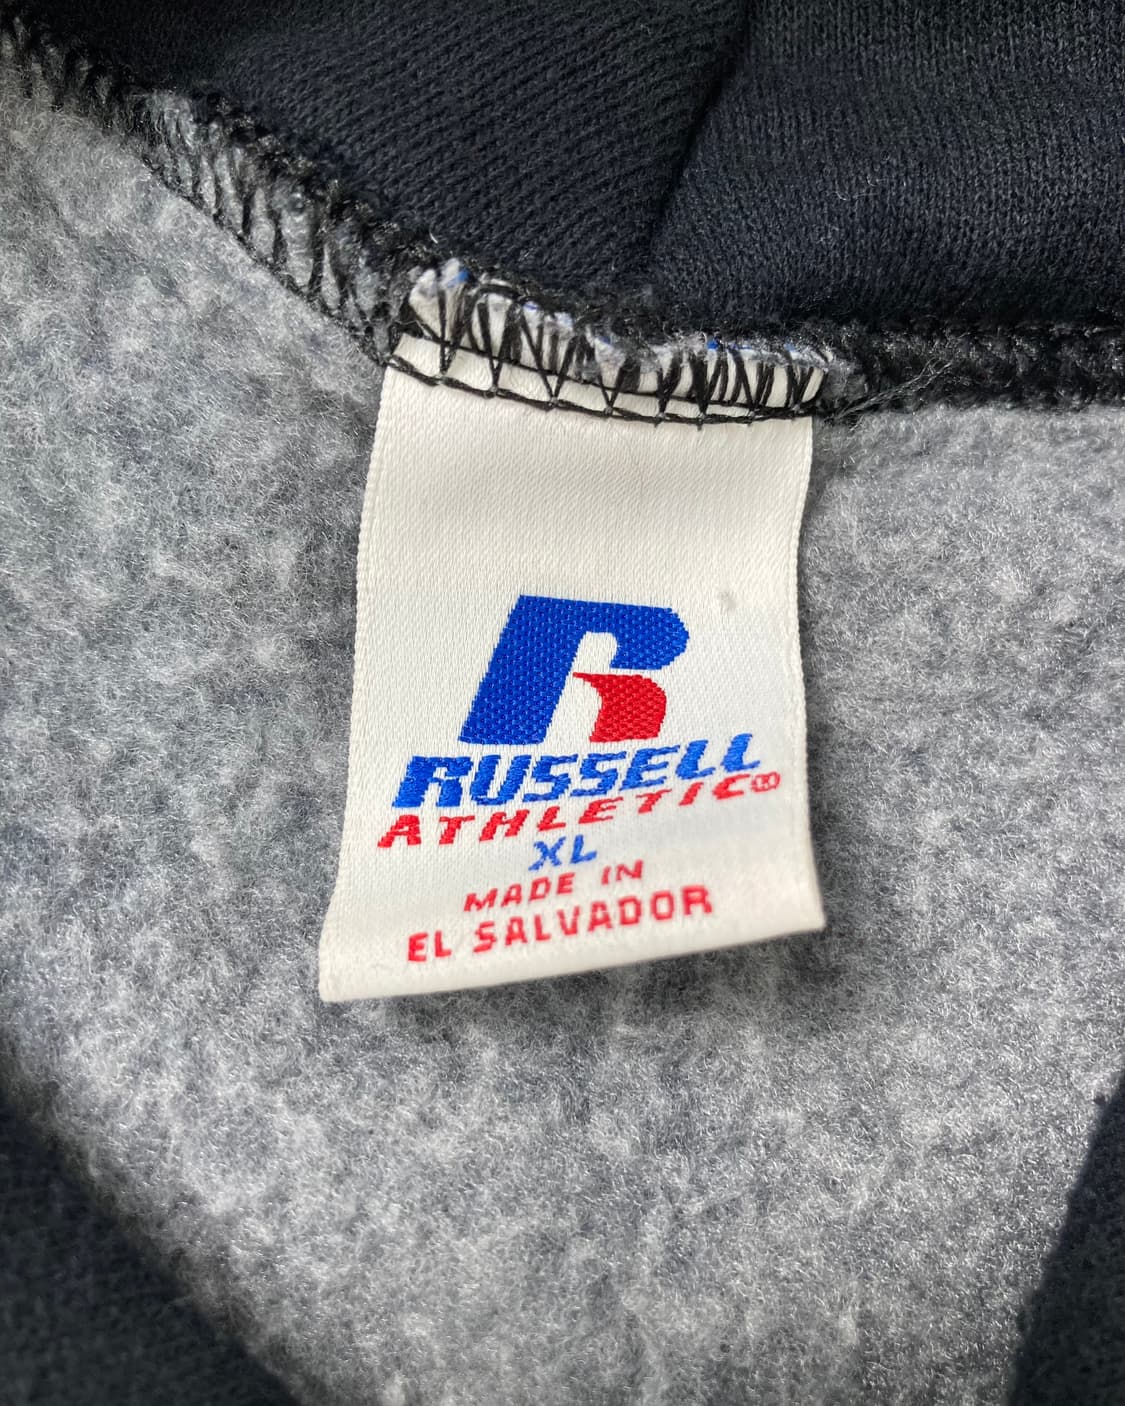 R
RUSSELL
ATHLETIC®
XL
MADE IN
EL SALVADOR